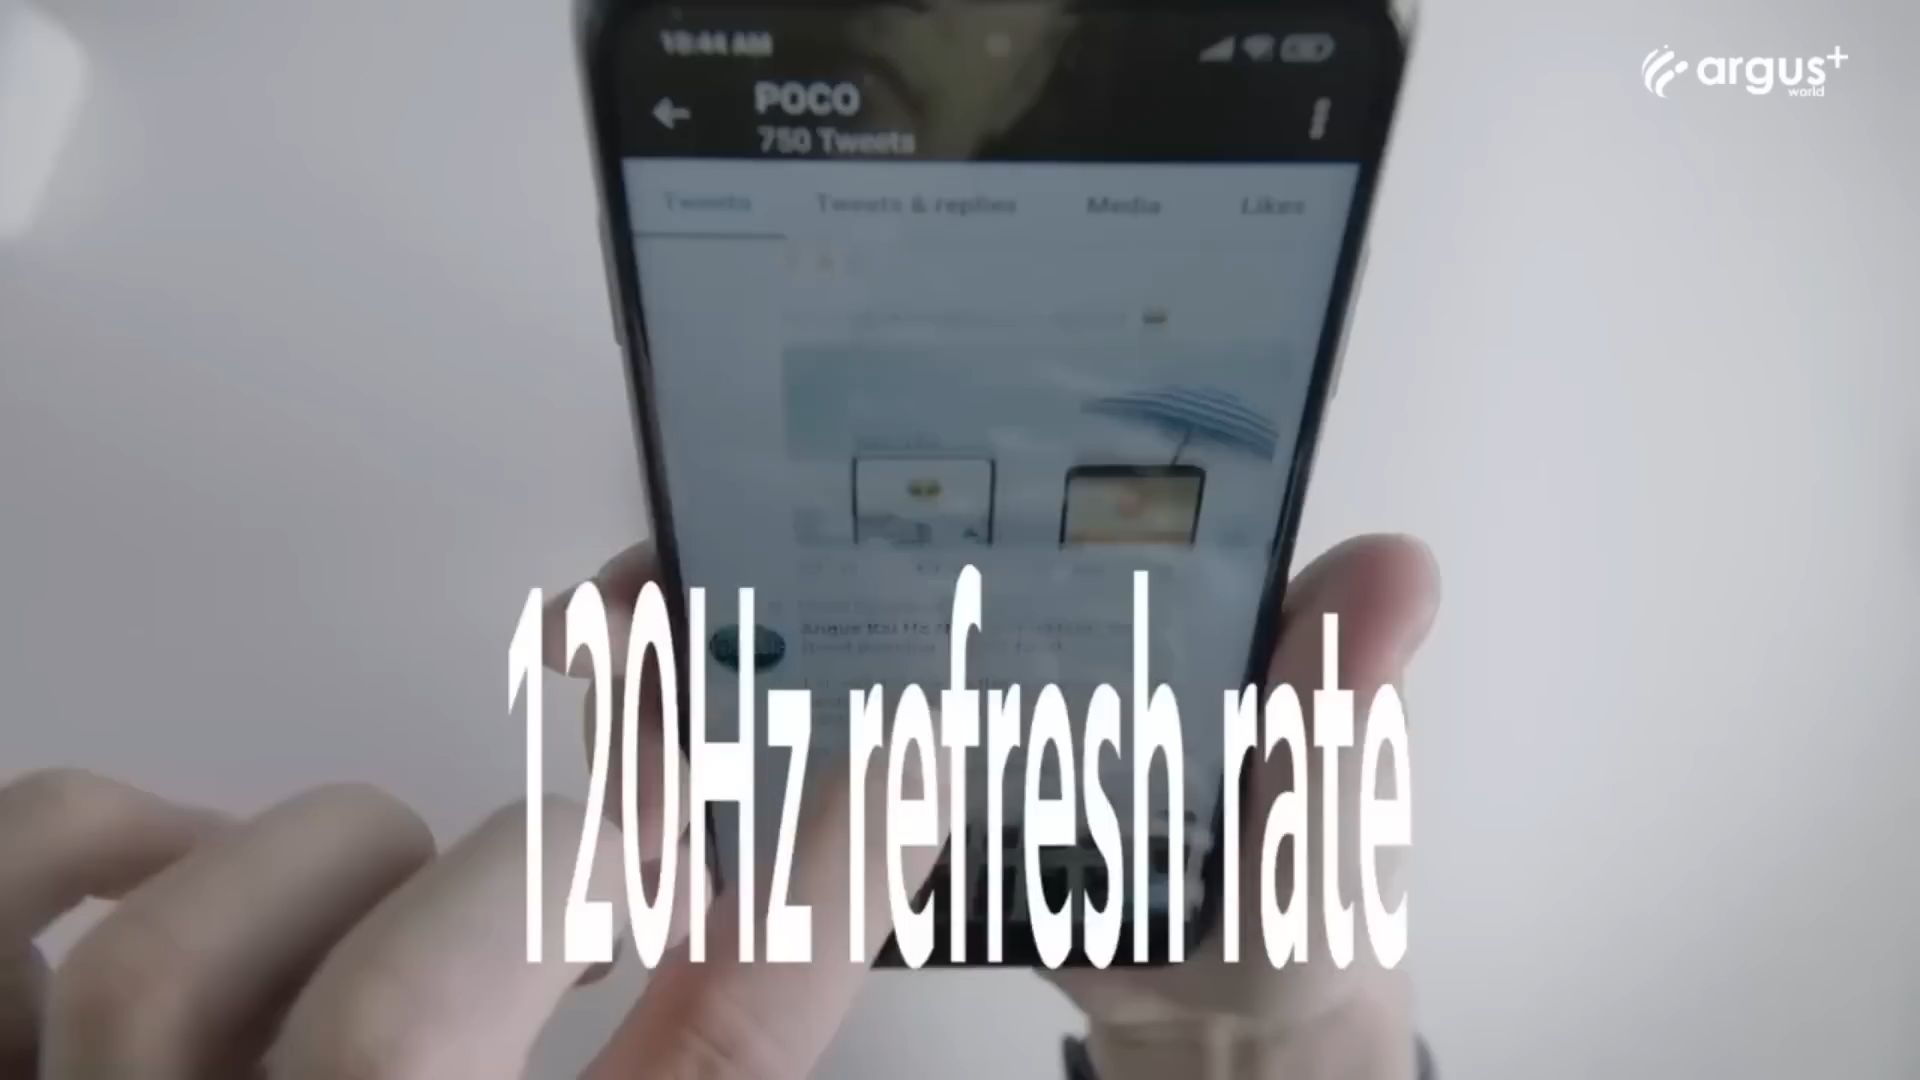 10:44 AM
argus+
world
POCO
750 Tweets
Tweets
Tweets & replies
Media
Likes
120Hz refresh rate